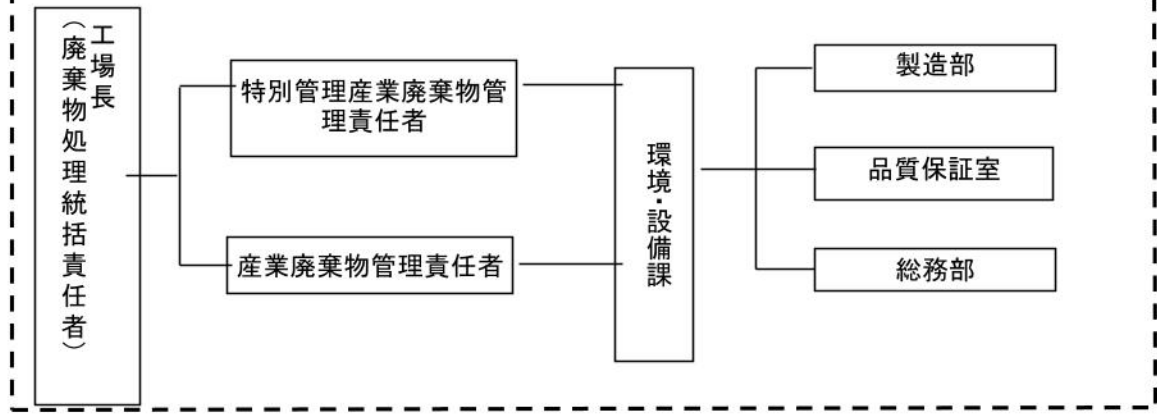 工場長
（廃棄物処理統括責任者）
特別管理産業廃棄物管
理責任者
産業廃棄物管理責任者
環境・設備課
製造部
品質保証室
総務部